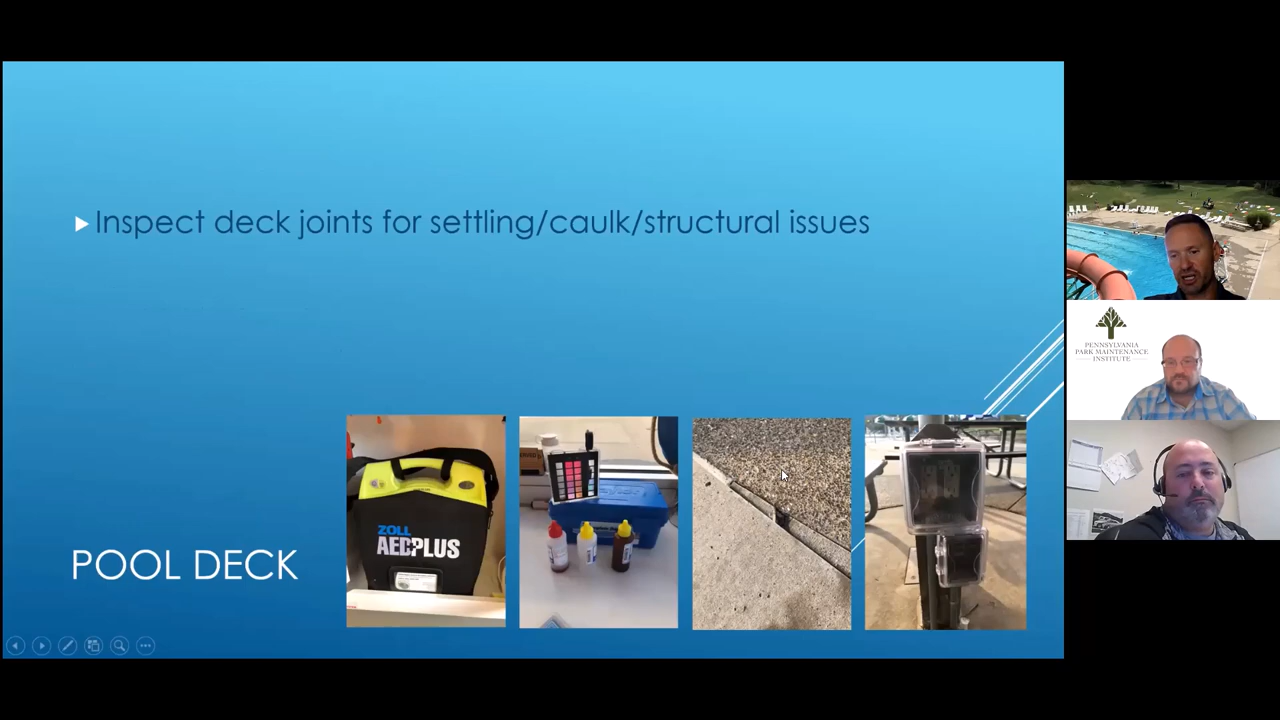 Inspect deck joints for settling/caulk/structural issues
POOL DECK
ZOLL
AEDPLUS
PENNSYLVANIA
PARK MAINTENANCE
INSTITUTE